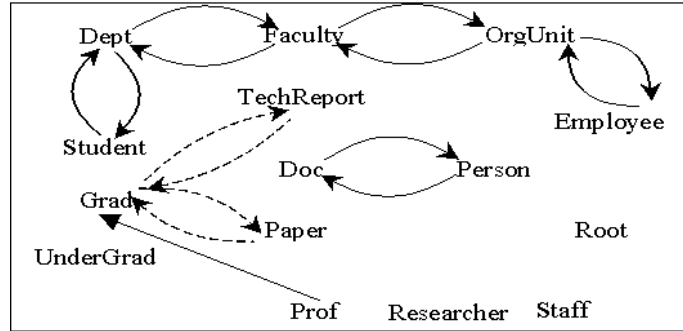 Dept Faculty OrgUnit
TechReport
Employee
Student
Doc Person
Grad
Paper Root
UnderGrad
Prof Researcher Staff